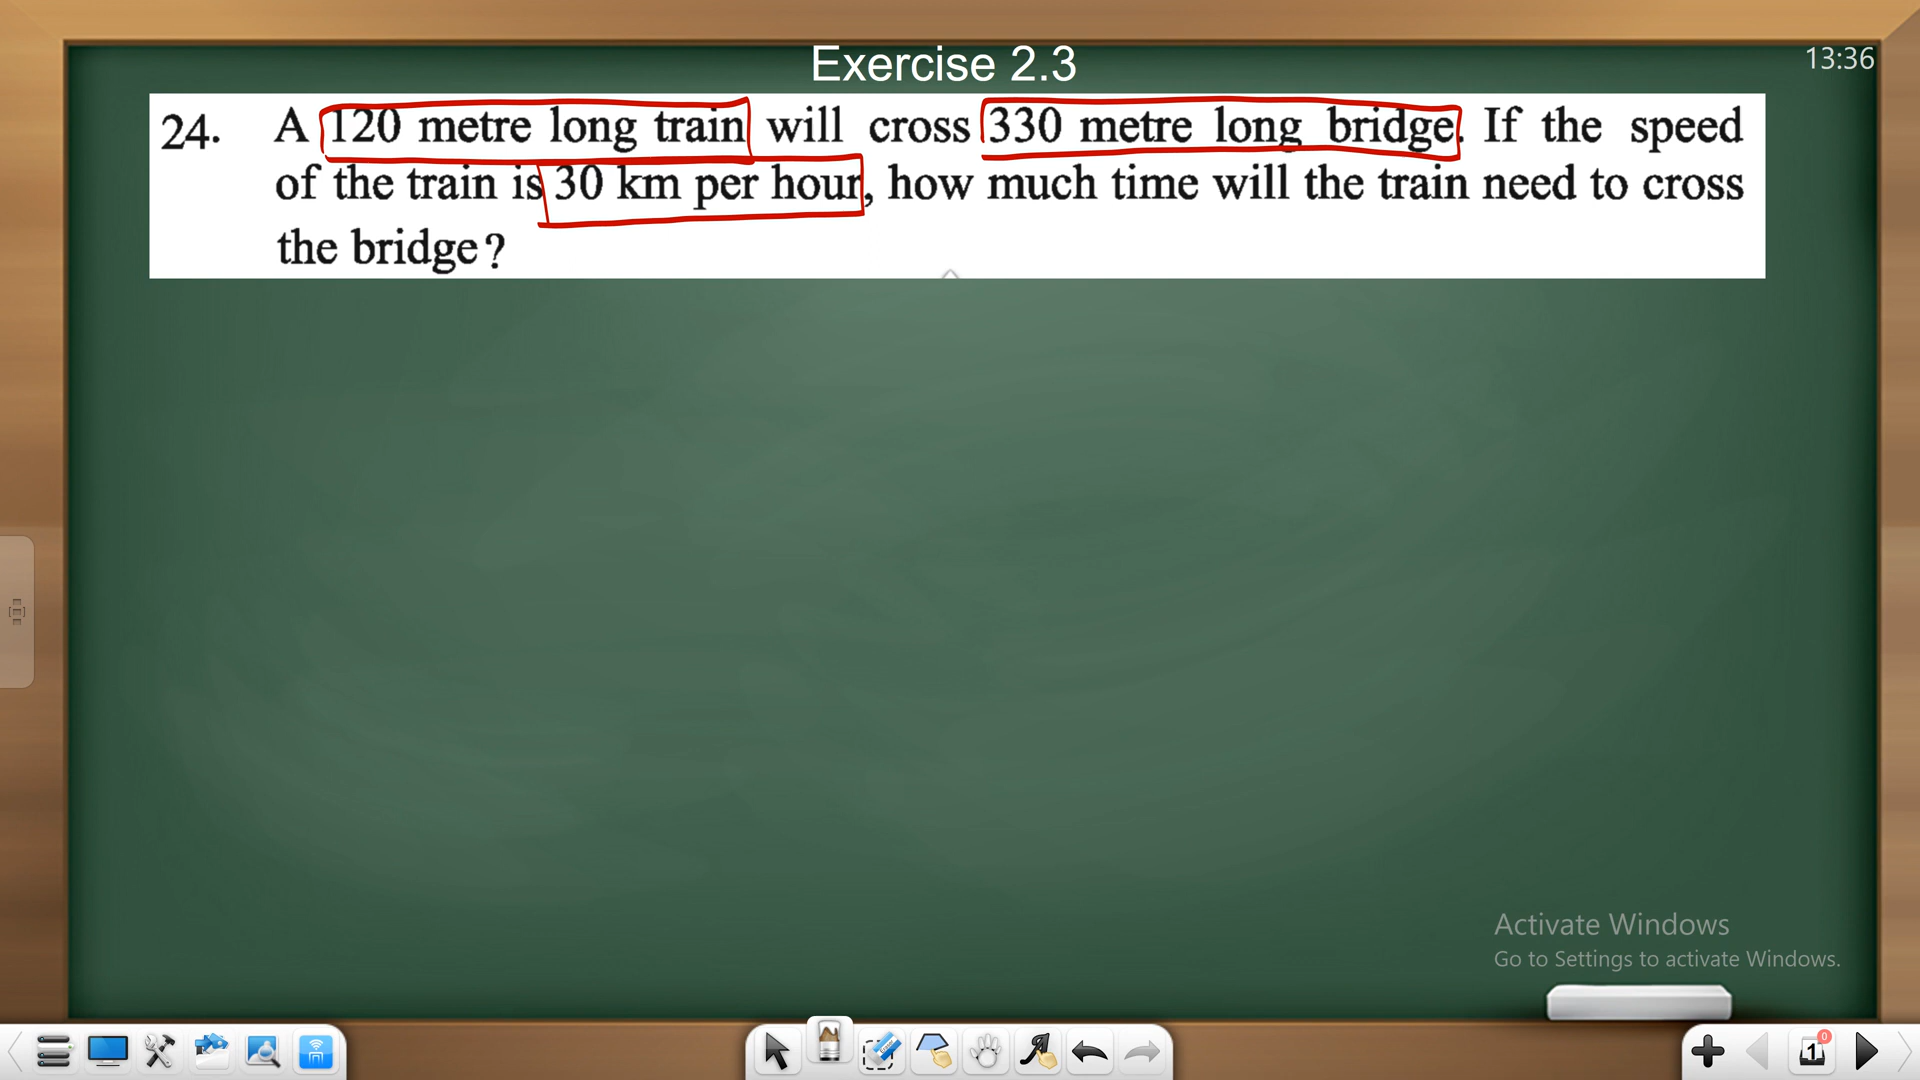 Exercise 2.3
13:36
24. A 120 metre long train will cross 330 metre long bridge. If the speed
of the train is 30 km per hour, how much time will the train need to cross
the bridge?
Activate Windows
Go to Settings to activate Windows.
1
0